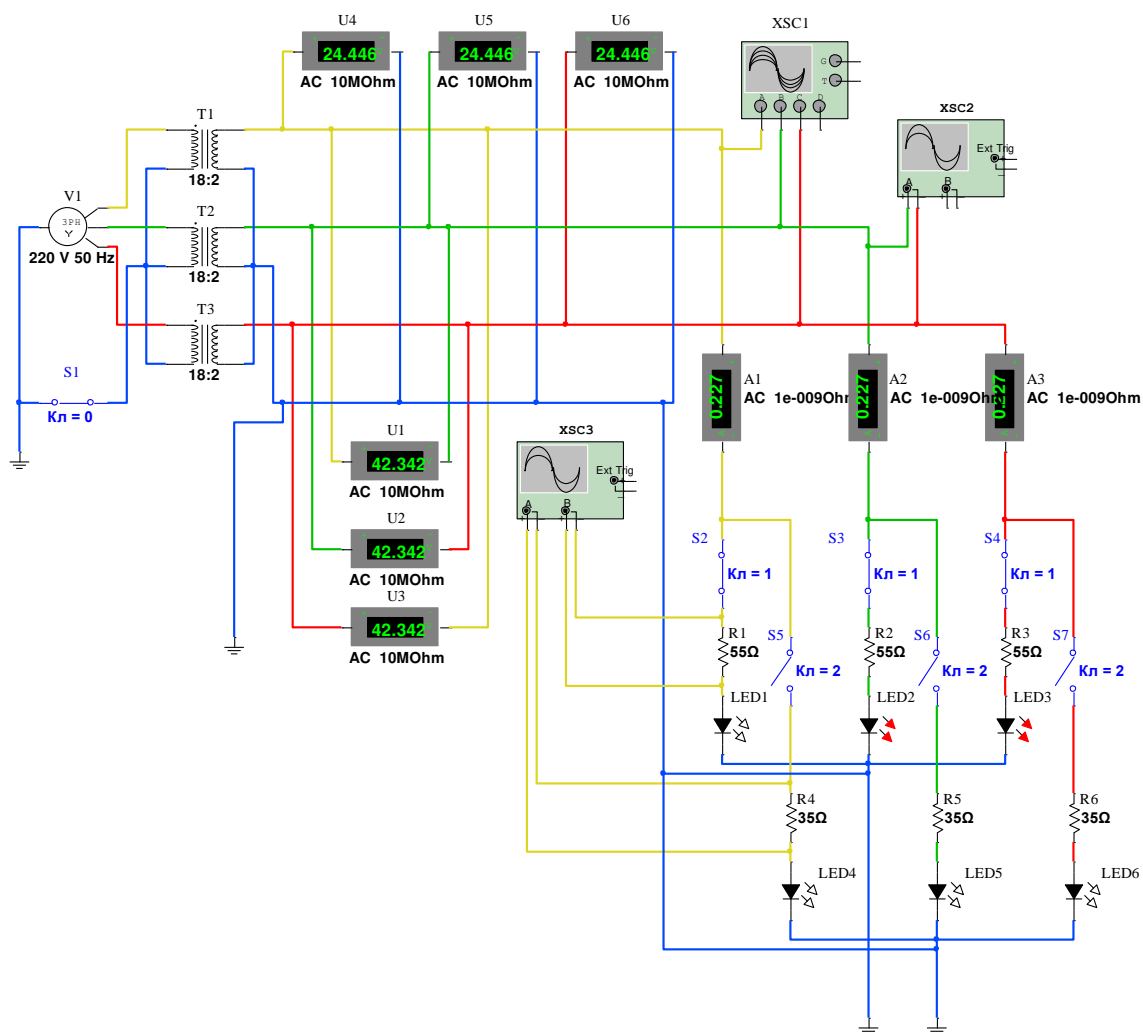 U4
24.446
AC 10MOhm
U5
24.446
AC 10MOhm
U6
24.446
AC 10MOhm
XSC1
G
T
A B C D
XSC2
Ext Trig
A
B
T1
18:2
T2
18:2
T3
18:2
V1
3PH
Y
220 V 50 Hz
S1
Кл = 0
U1
42.342
AC 10MOhm
U2
42.342
AC 10MOhm
U3
42.342
AC 10MOhm
XSC3
Ext Trig
A
B
A1
0.227
AC 1e-009Ohm
A2
0.227
AC 1e-009Ohm
A3
0.227
AC 1e-009Ohm
S2
Кл = 1
S3
Кл = 1
S4
Кл = 1
R1
55Ω
S5
Кл = 2
R2
55Ω
S6
Кл = 2
R3
55Ω
S7
Кл = 2
LED1
LED2
LED3
R4
35Ω
R5
35Ω
R6
35Ω
LED4
LED5
LED6